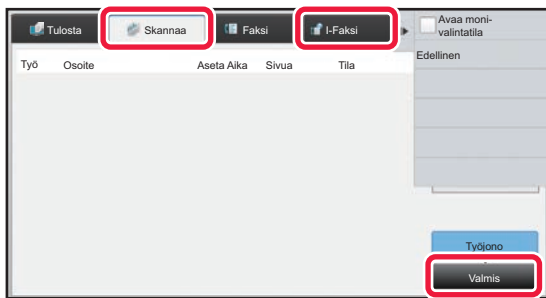 Tulosta Skannaa Faksi I-Faksi
Avaa moni-
valintatila
Työ Osoite Aseta Aika Sivua Tila
Edellinen
Työjono
Valmis